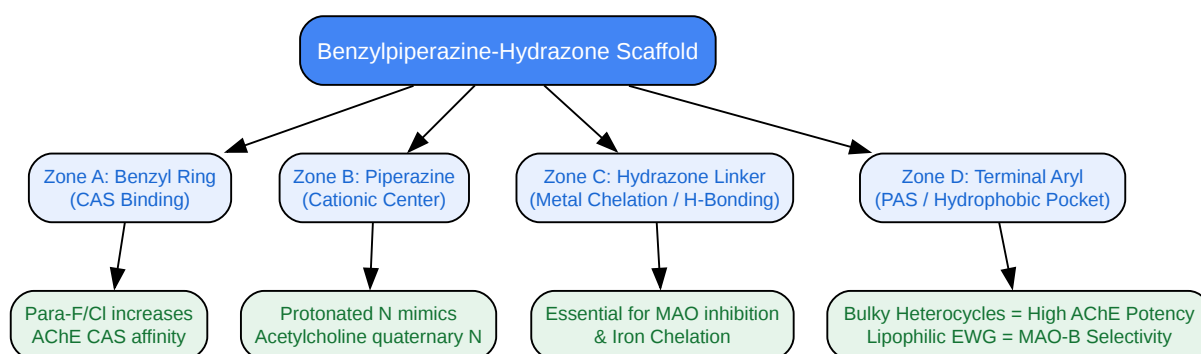 Benzylpiperazine-Hydrazone Scaffold
Zone A: Benzyl Ring
(CAS Binding)
Zone B: Piperazine
(Cationic Center)
Zone C: Hydrazone Linker
(Metal Chelation / H-Bonding)
Zone D: Terminal Aryl
(PAS / Hydrophobic Pocket)
Para-F/Cl increases
AChE CAS affinity
Protonated N mimics
Acetylcholine quaternary N
Essential for MAO inhibition
& Iron Chelation
Bulky Heterocycles = High AChE Potency
Lipophilic EWG = MAO-B Selectivity